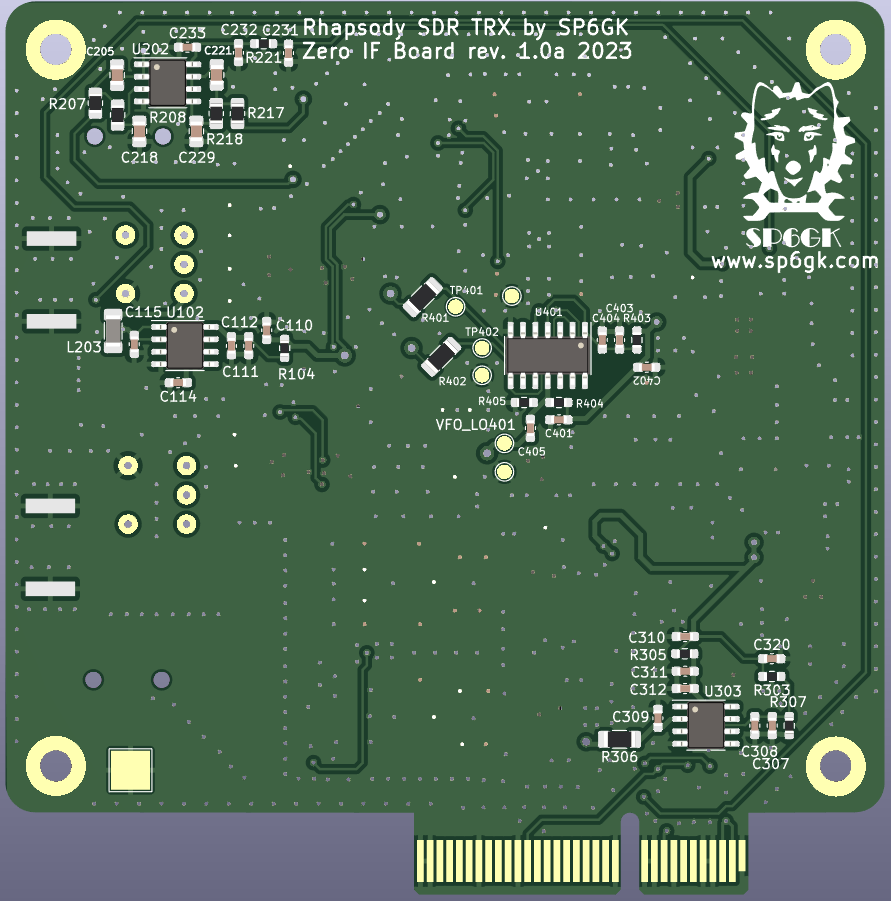 Rhapsody SDR TRX by SP6GK
Zero IF Board rev. 1.0a 2023
C233
C232
C231
C205
U202
C221
R221
R207
R208
R217
R218
C218
C229
SP6GK
www.sp6gk.com
C115
U102
C112
C110
L203
C111
R104
C114
TP401
R401
U401
C403
C404
R403
TP402
R402
C402
R405
R404
VFO_LO401
C401
C405
C310
C320
R305
C311
R303
C312
U303
R307
C309
R306
C308
C307